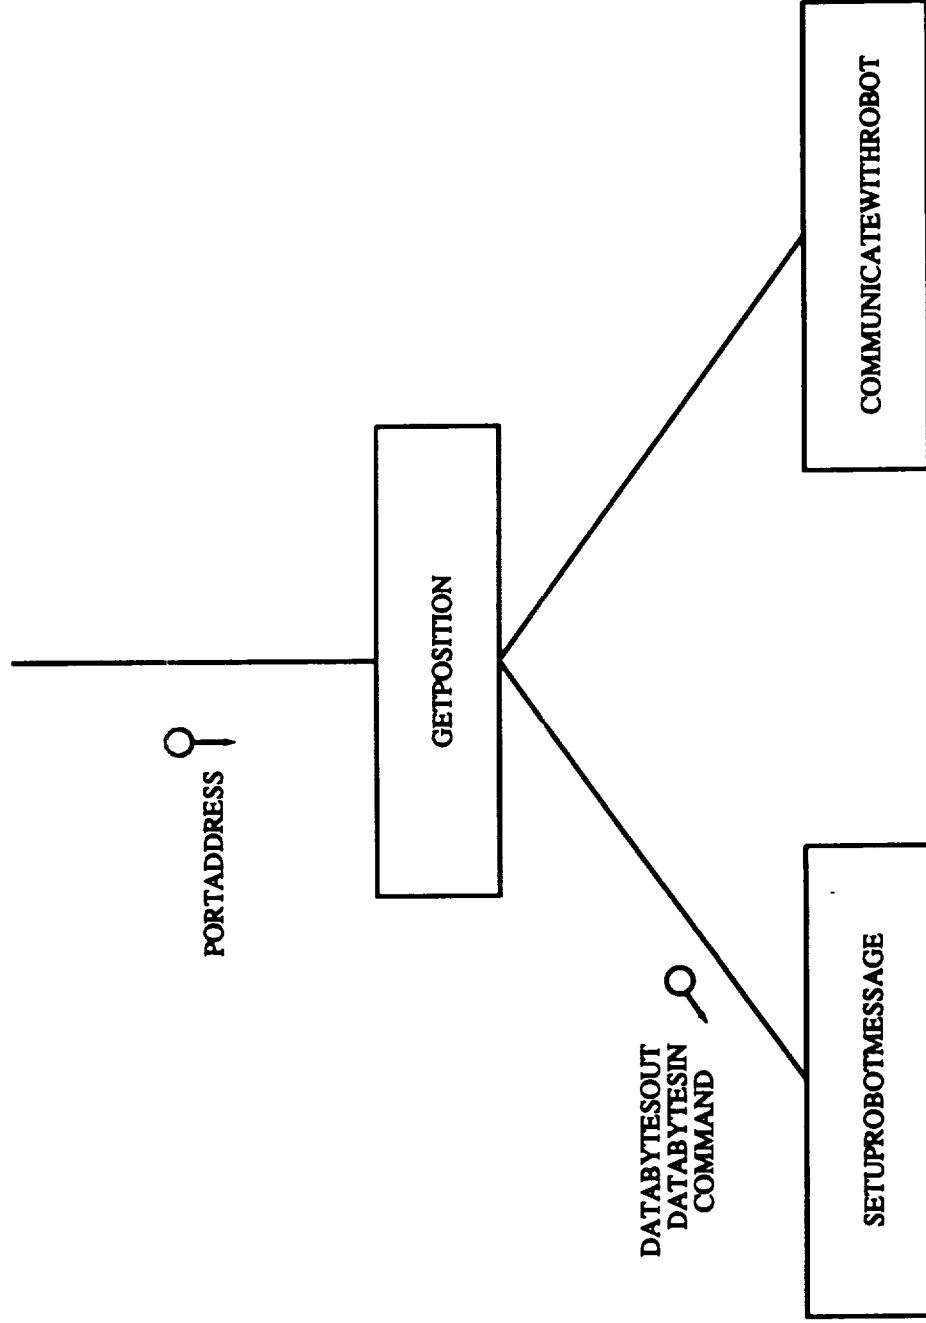 PORTADDRESS
GETPOSITION
DATABYTESOUT
DATABYTESIN
COMMAND
SETUPROBOTMESSAGE
COMMUNICATEWITHROBOT